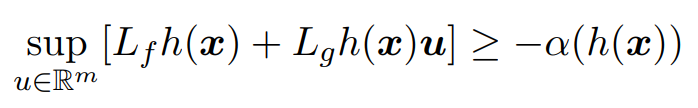 sup_{u∈ℝ^m} [L_f h(𝒙) + L_g h(𝒙)𝒖] ≥ −α(h(𝒙))